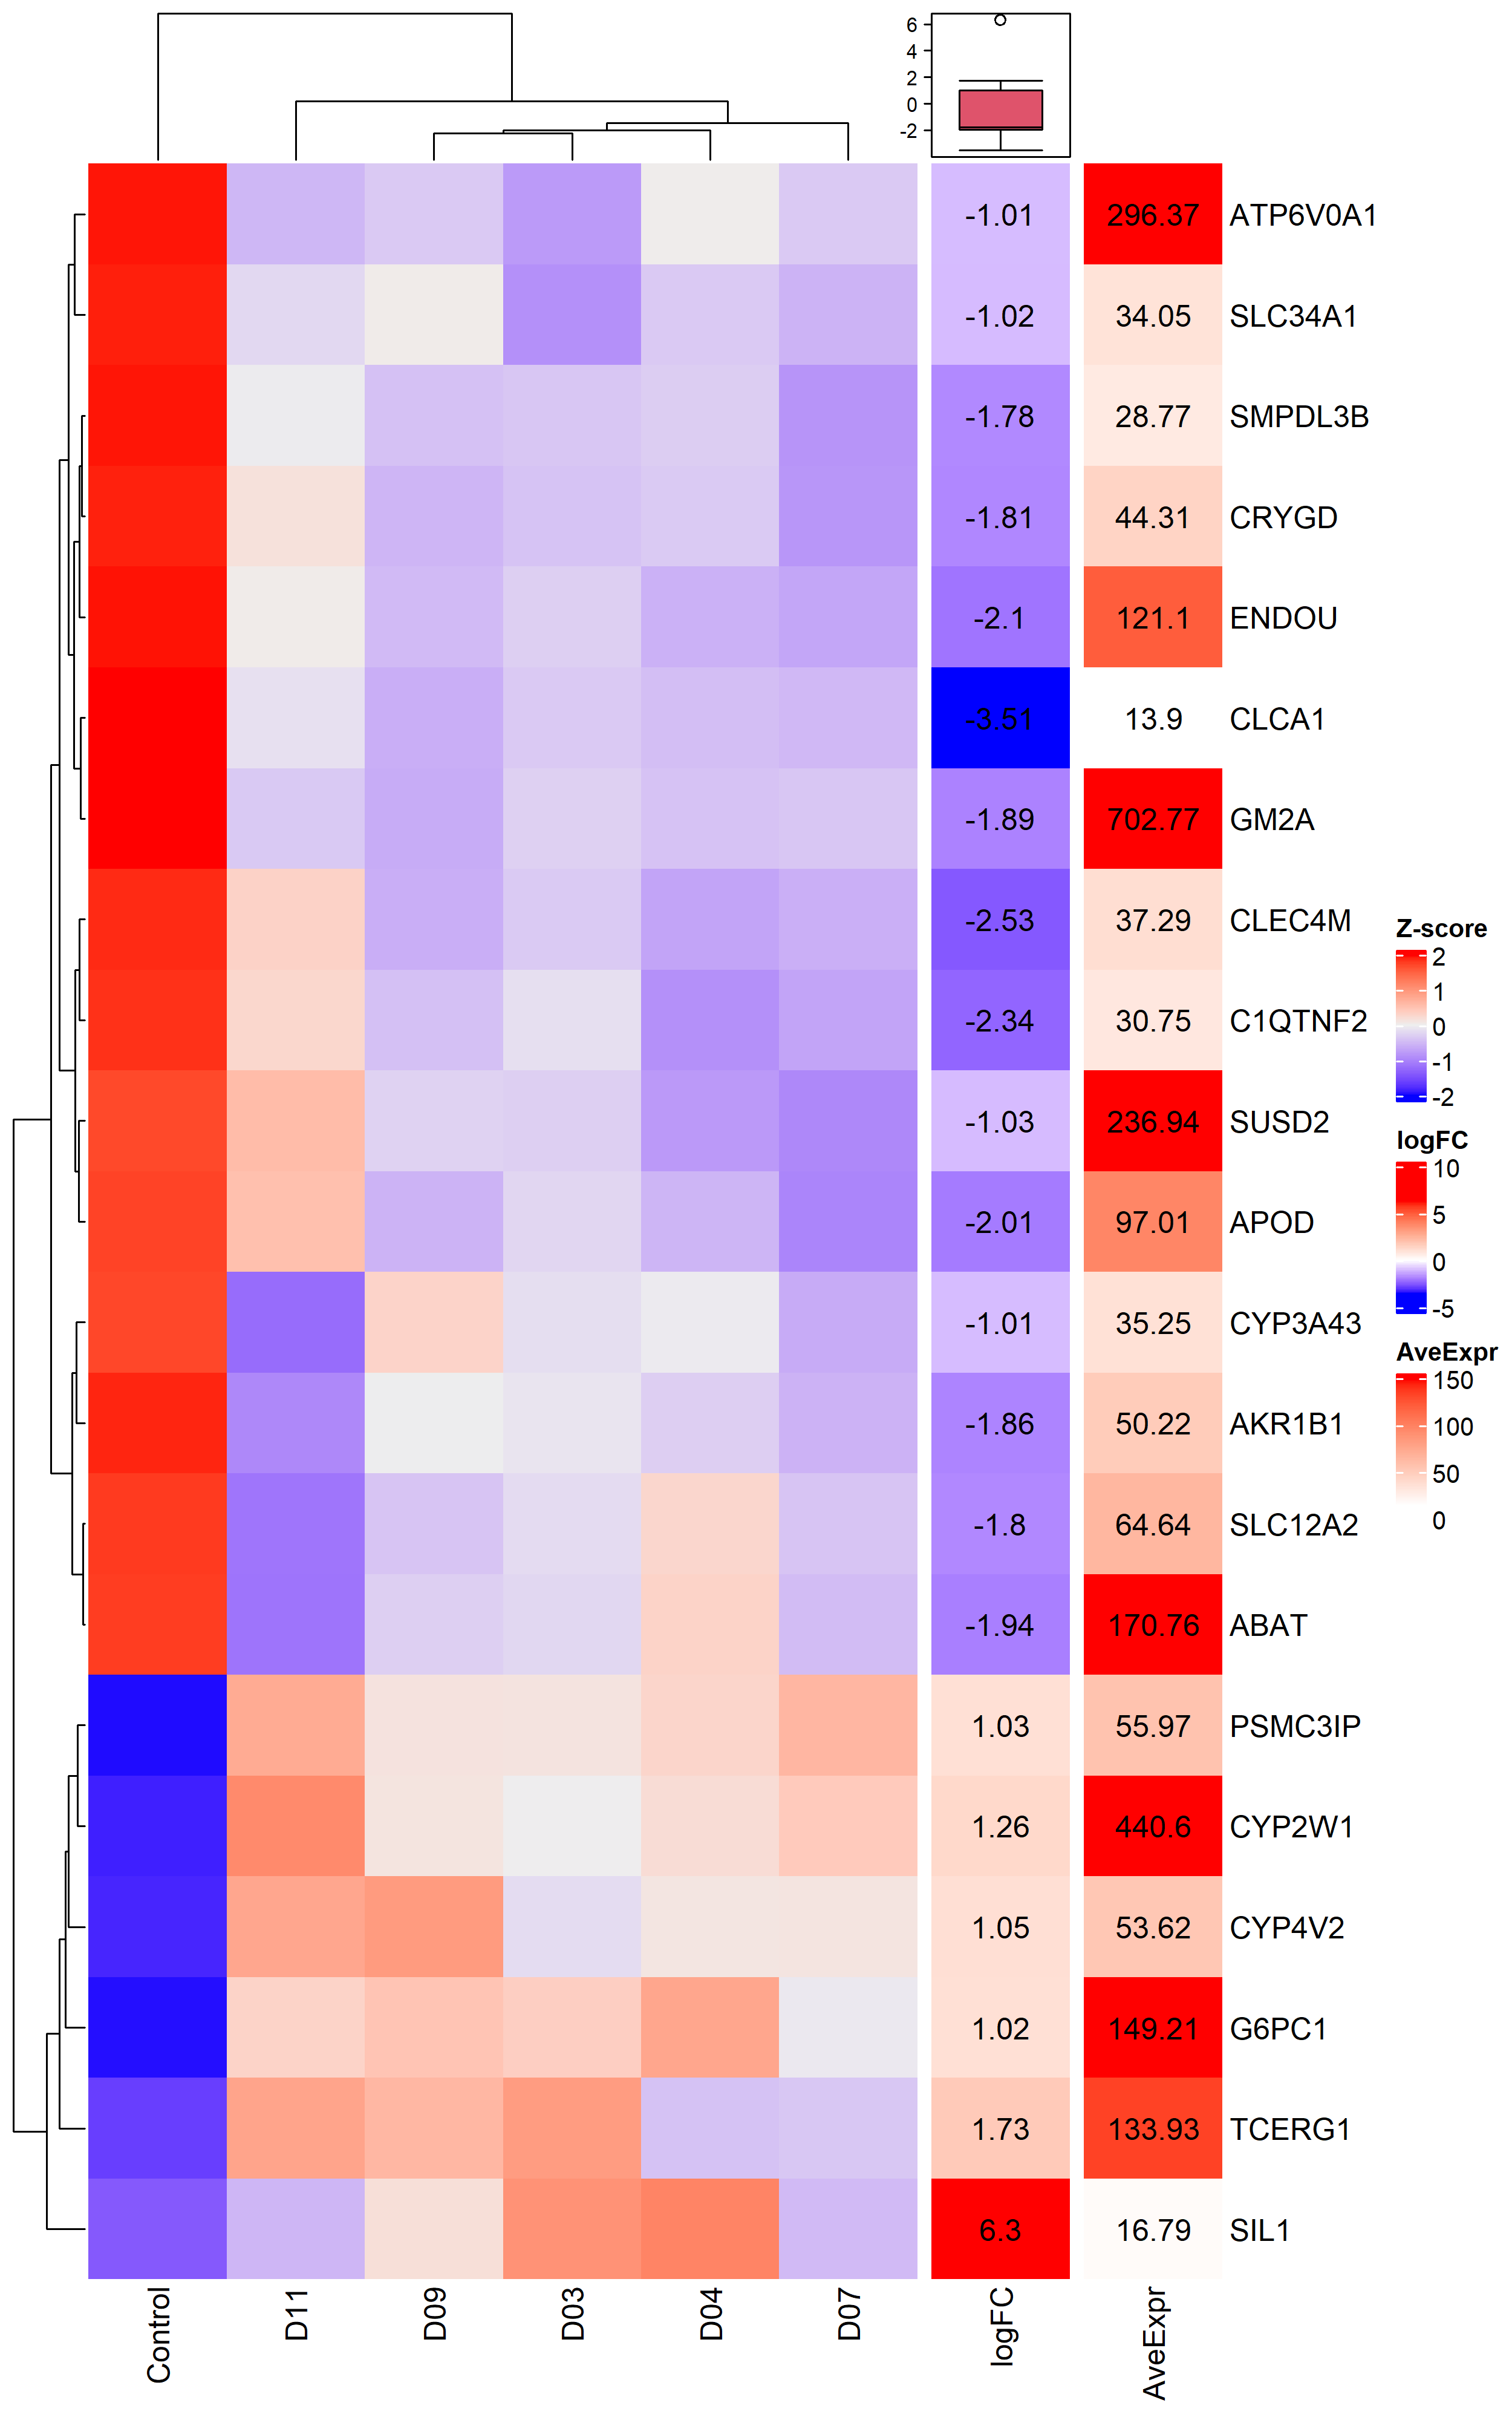 6
4
2
0
-2
-1.01 296.37 ATP6V0A1
-1.02 34.05 SLC34A1
-1.78 28.77 SMPDL3B
-1.81 44.31 CRYGD
-2.1 121.1 ENDOU
-3.51 13.9 CLCA1
-1.89 702.77 GM2A
-2.53 37.29 CLEC4M
-2.34 30.75 C1QTNF2
-1.03 236.94 SUSD2
-2.01 97.01 APOD
-1.01 35.25 CYP3A43
-1.86 50.22 AKR1B1
-1.8 64.64 SLC12A2
-1.94 170.76 ABAT
1.03 55.97 PSMC3IP
1.26 440.6 CYP2W1
1.05 53.62 CYP4V2
1.02 149.21 G6PC1
1.73 133.93 TCERG1
6.3 16.79 SIL1
Control D11 D09 D03 D04 D07 logFC AveExpr
Z-score
2
1
0
-1
-2
logFC
10
5
0
-5
AveExpr
150
100
50
0